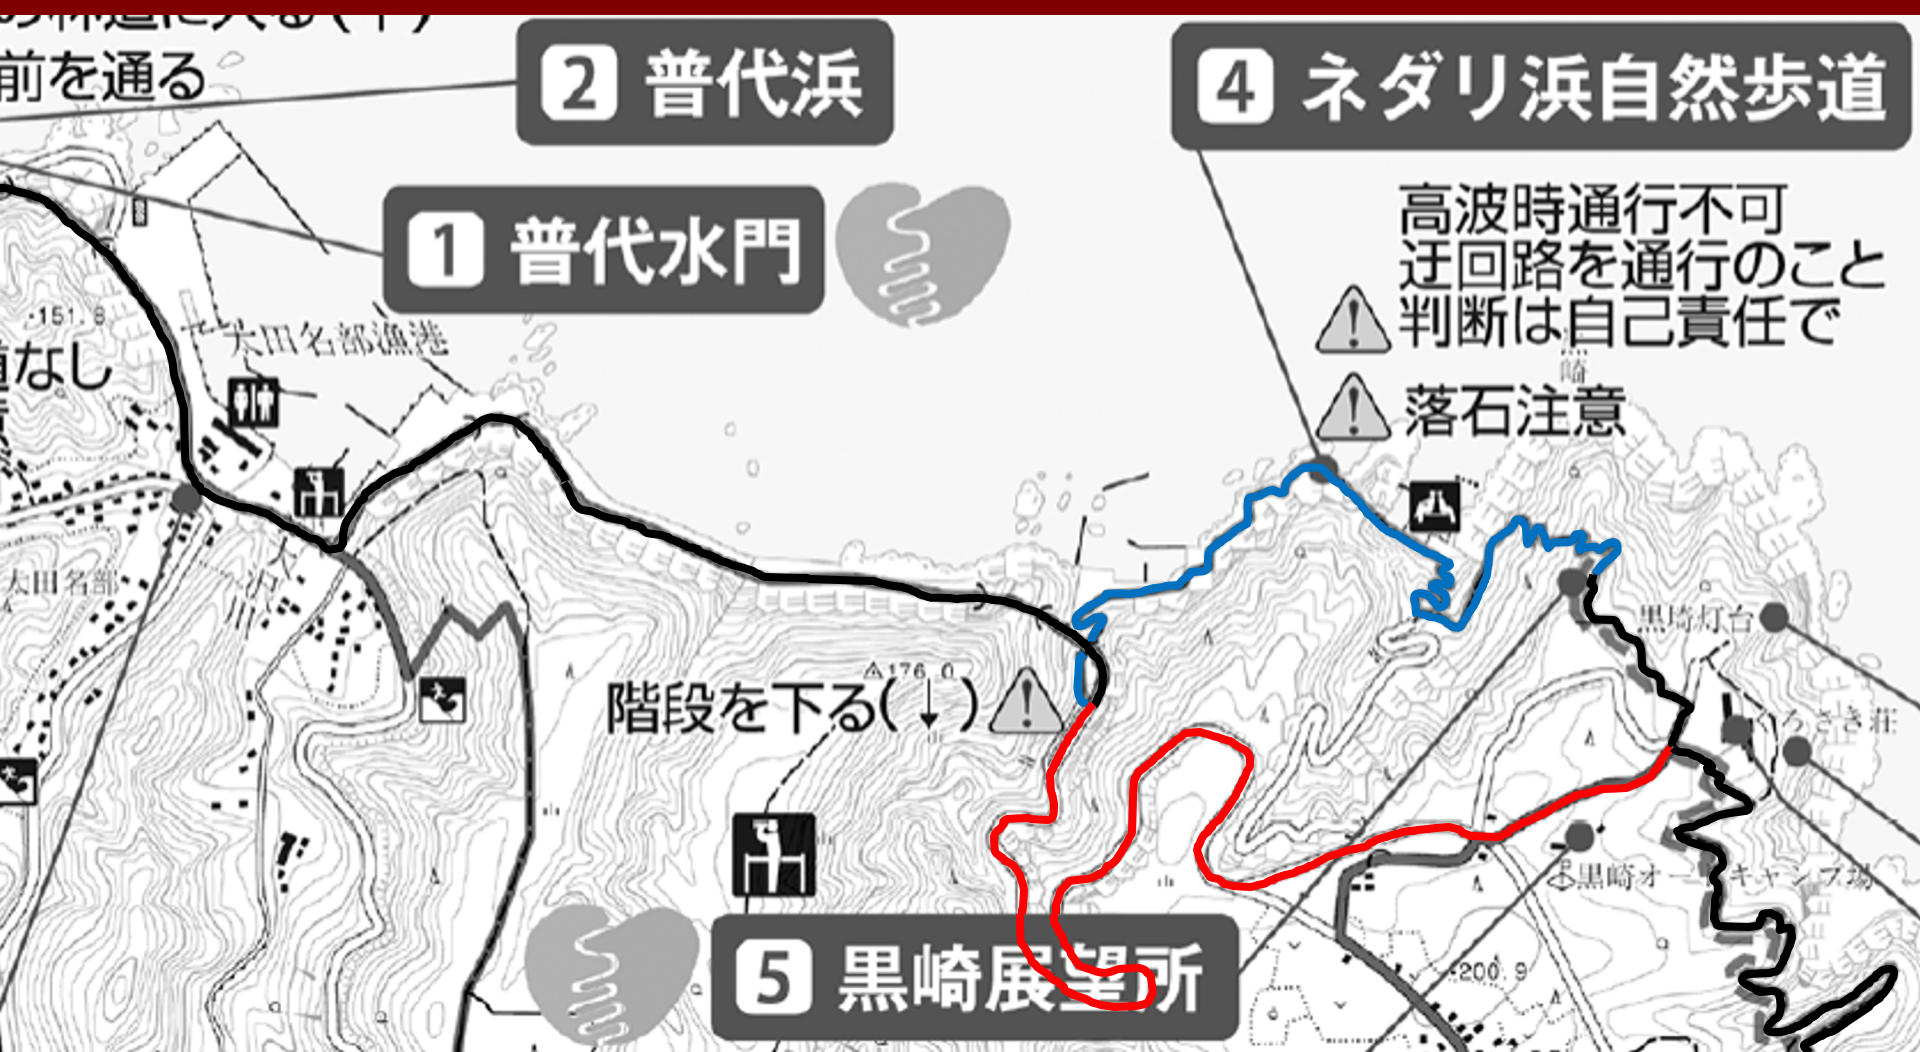 前を通る
2 普代浜
4 ネダリ浜自然歩道
1 普代水門
高波時通行不可
迂回路を通行のこと
判断は自己責任で
落石注意
崎
151.8
道なし
太田名部漁港
太田名部
黒埼灯台
176.0
階段を下る(↓)
くろさき荘
黒崎オートキャンプ場
5 黒崎展望所
200.9